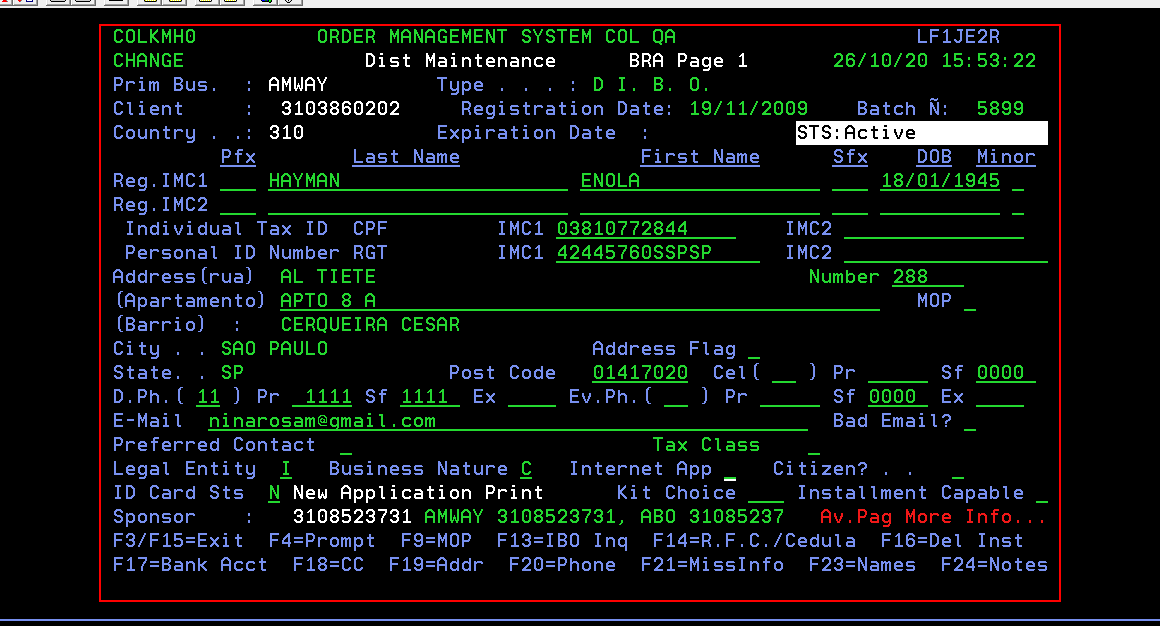 COLKMH0 ORDER MANAGEMENT SYSTEM COL QA LF1JE2R
CHANGE Dist Maintenance BRA Page 1 26/10/20 15:53:22
Prim Bus. : AMWAY Type . . . : D I. B. O.
Client : 3103860202 Registration Date: 19/11/2009 Batch Ñ: 5899
Country . .: 310 Expiration Date : STS:Active
Pfx Last Name First Name Sfx DOB Minor
Reg.IMC1 ___ HAYMAN ENOLA ___ 18/01/1945 _
Reg.IMC2
Individual Tax ID CPF IMC1 03810772844 IMC2
Personal ID Number RGT IMC1 42445760SSPSP IMC2
Address(rua) AL TIETE Number 288
(Apartamento) APTO 8 A MOP _
(Barrio) : CERQUEIRA CESAR
City . . SAO PAULO Address Flag _
State. . SP Post Code 01417020 Cel( __ ) Pr _____ Sf 0000
D.Ph.( 11 ) Pr 1111 Sf 1111 Ex ____ Ev.Ph.( __ ) Pr _____ Sf 0000 Ex ____
E-Mail ninarosam@gmail.com Bad Email? _
Preferred Contact _ Tax Class _
Legal Entity I Business Nature C Internet App _ Citizen? . . _
ID Card Sts N New Application Print Kit Choice ___ Installment Capable _
Sponsor : 3108523731 AMWAY 3108523731, ABO 31085237 Av.Pag More Info...
F3/F15=Exit F4=Prompt F9=MOP F13=IBO Inq F14=R.F.C./Cedula F16=Del Inst
F17=Bank Acct F18=CC F19=Addr F20=Phone F21=MissInfo F23=Names F24=Notes